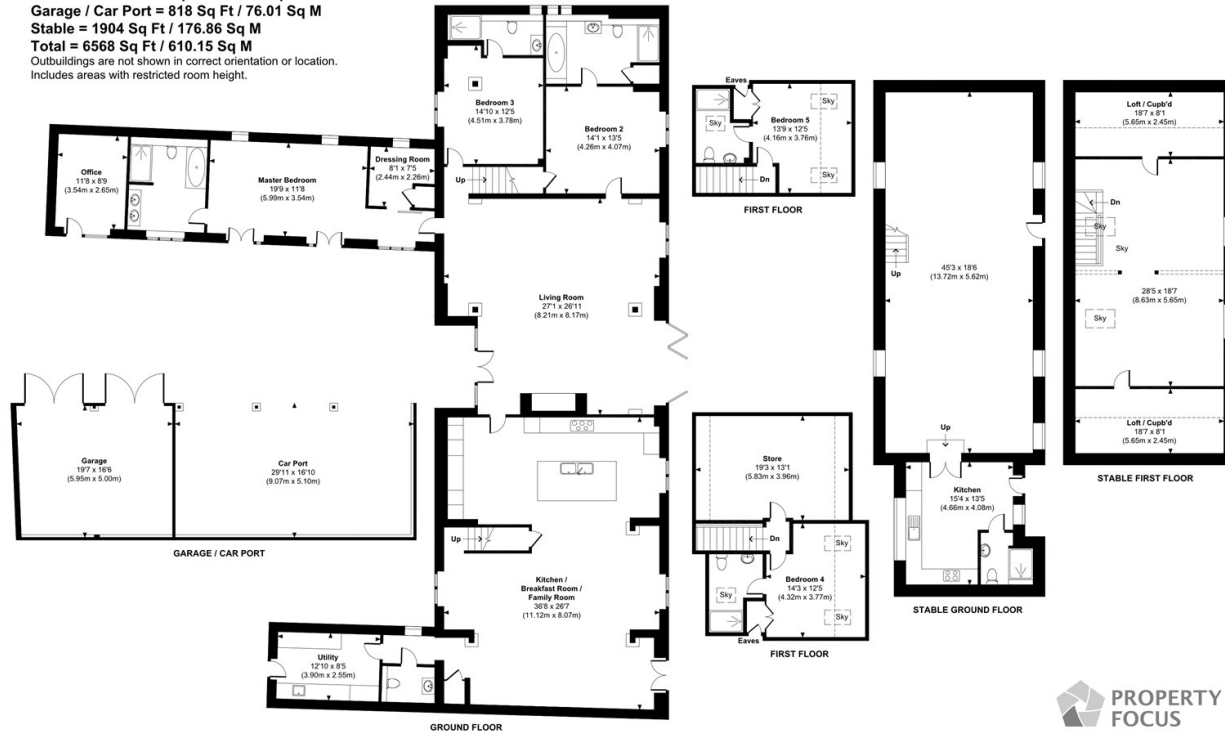 Garage / Car Port = 818 Sq Ft / 76.01 Sq M
Stable = 1904 Sq Ft / 176.86 Sq M
Total = 6568 Sq Ft / 610.15 Sq M
Outbuildings are not shown in correct orientation or location.
Includes areas with restricted room height.
Office
11'8 x 8'9
(3.54m x 2.65m)
Master Bedroom
19'9 x 11'8
(5.99m x 3.54m)
Dressing Room
8'1 x 7'5
(2.44m x 2.26m)
Bedroom 3
14'10 x 12'5
(4.51m x 3.78m)
Bedroom 2
14'1 x 13'5
(4.26m x 4.07m)
Up
Living Room
27'1 x 26'11
(8.21m x 8.17m)
Garage
19'7 x 16'6
(5.95m x 5.00m)
Car Port
29'11 x 16'10
(9.07m x 5.10m)
GARAGE / CAR PORT
Up
Kitchen /
Breakfast Room /
Family Room
36'8 x 26'7
(11.12m x 8.07m)
Utility
12'10 x 8'5
(3.90m x 2.55m)
GROUND FLOOR
Eaves
Sky
Sky
Bedroom 5
13'9 x 12'5
(4.16m x 3.76m)
Sky
Dn
FIRST FLOOR
Store
19'3 x 13'1
(5.83m x 3.96m)
Dn
Sky
Bedroom 4
14'3 x 12'5
(4.32m x 3.77m)
Sky
Sky
Eaves
FIRST FLOOR
45'3 x 18'6
(13.72m x 5.62m)
Up
Up
Kitchen
15'4 x 13'5
(4.66m x 4.08m)
STABLE GROUND FLOOR
Loft / Cupb'd
18'7 x 8'1
(5.65m x 2.45m)
Dn
Sky
Sky
28'5 x 18'7
(8.63m x 5.65m)
Sky
Loft / Cupb'd
18'7 x 8'1
(5.65m x 2.45m)
STABLE FIRST FLOOR
PROPERTY
FOCUS